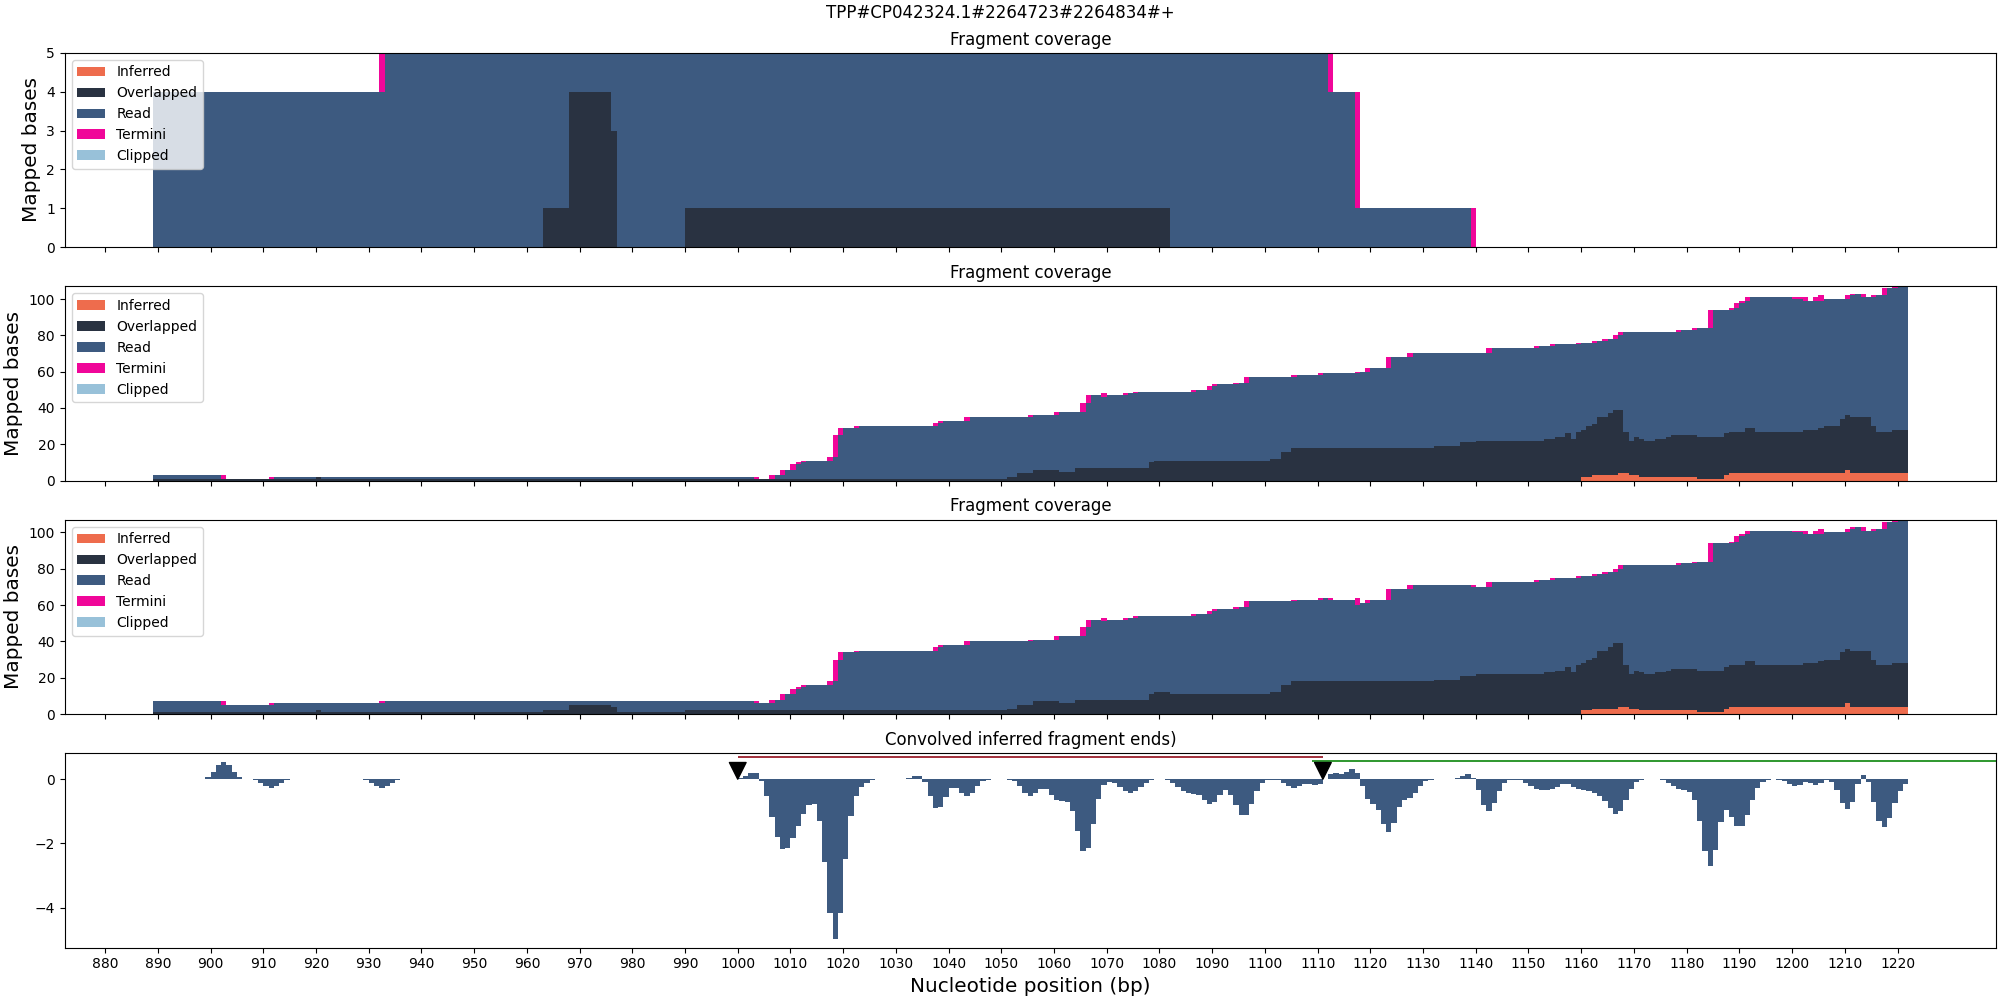 TPP#CP042324.1#2264723#2264834#+
Fragment coverage
Mapped bases
5
4
3
2
1
0
Inferred
Overlapped
Read
Termini
Clipped
Fragment coverage
Mapped bases
100
80
60
40
20
0
Inferred
Overlapped
Read
Termini
Clipped
Fragment coverage
Mapped bases
100
80
60
40
20
0
Inferred
Overlapped
Read
Termini
Clipped
Convolved inferred fragment ends)
0
−2
−4
880 890 900 910 920 930 940 950 960 970 980 990 1000 1010 1020 1030 1040 1050 1060 1070 1080 1090 1100 1110 1120 1130 1140 1150 1160 1170 1180 1190 1200 1210 1220
Nucleotide position (bp)